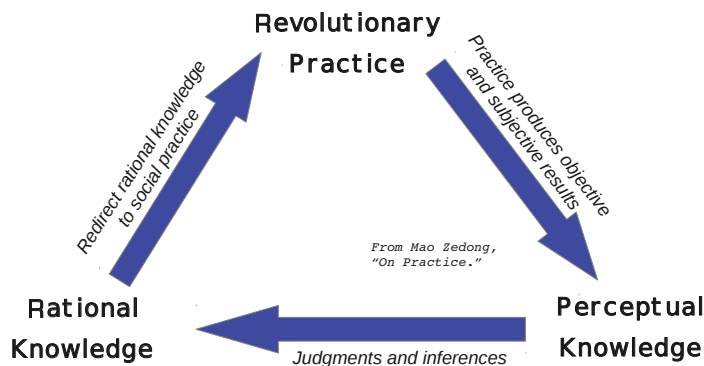 Revolutionary
Practice
Practice produces objective
and subjective results
Redirect rational knowledge
to social practice
From Mao Zedong,
“On Practice.”
Rational
Knowledge
Perceptual
Knowledge
Judgments and inferences